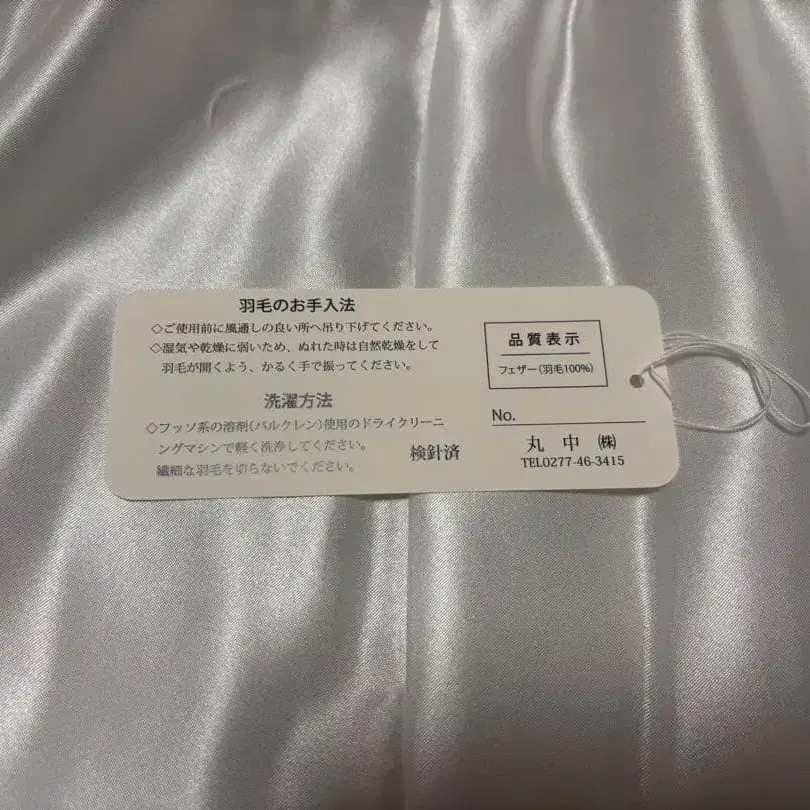 羽毛のお手入法
◇ご使用前に風通しの良い所へ吊り下げてください。
◇湿気や乾燥に弱いため、ぬれた時は自然乾燥をして
羽毛が開くよう、かるく手で振ってください。
洗濯方法
◇フッソ系の溶剤(パルクレン)使用のドライクリーニ
ングマシンで軽く洗浄してください。
繊細な羽毛を切らないでください。
検針済
品質表示
フェザー(羽毛100%)
No.
丸中㈱
TEL0277-46-3415